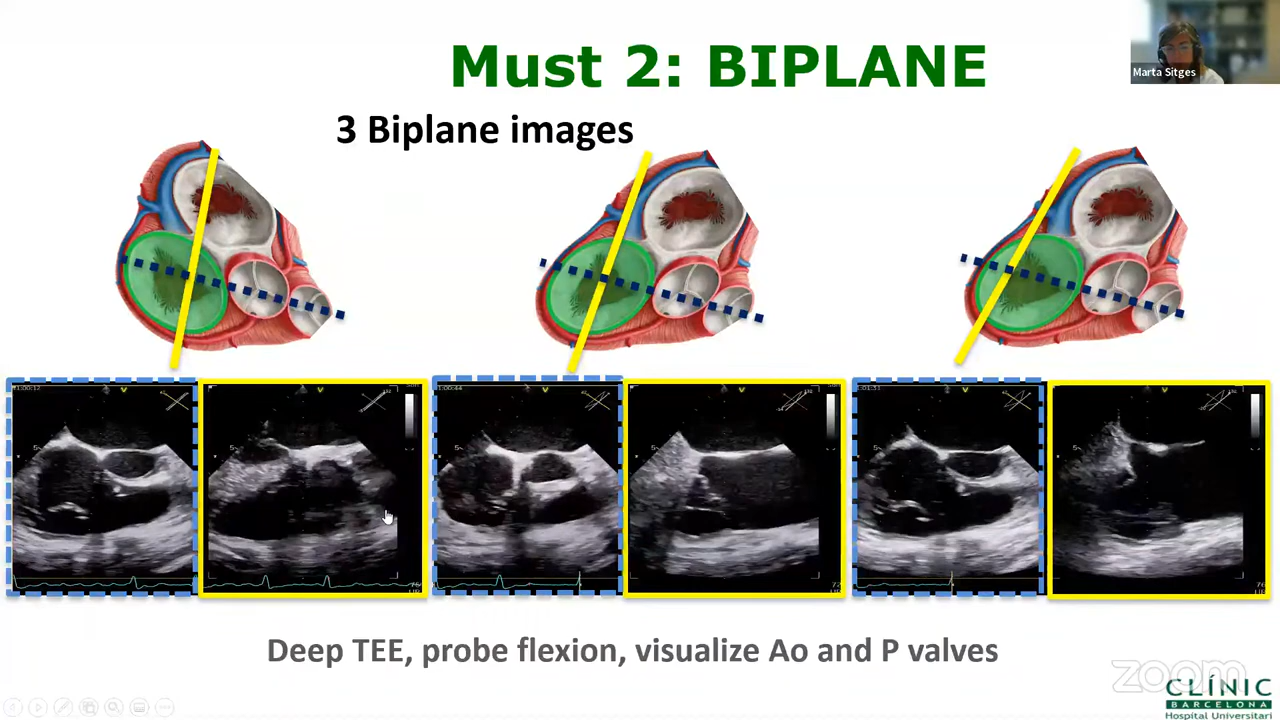 Must 2: BIPLANE
Marta Sitges
3 Biplane images
Deep TEE, probe flexion, visualize Ao and P valves
zoom
CLÍNIC
BARCELONA
Hospital Universitari